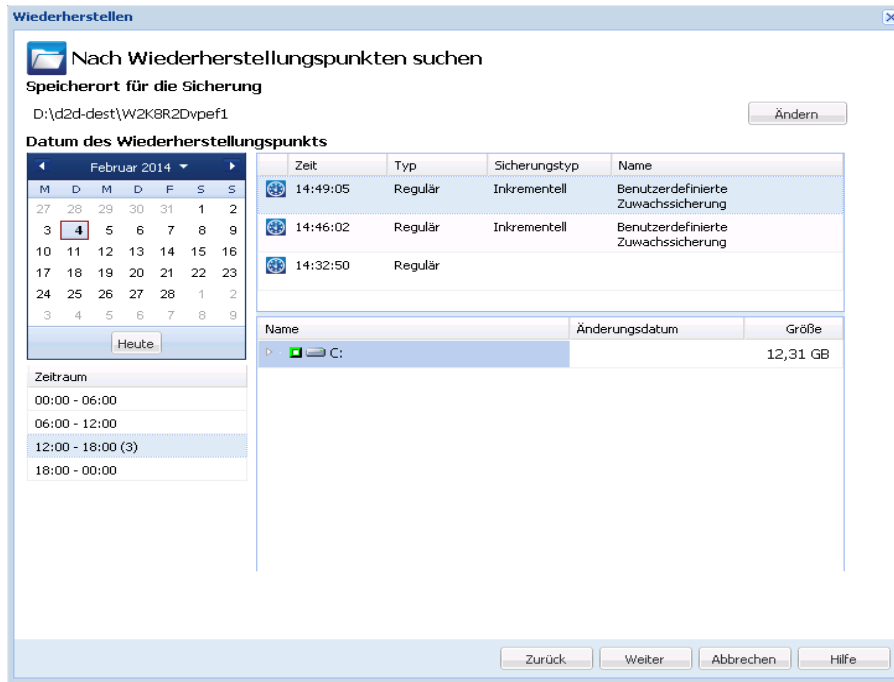 Wiederherstellen
Nach Wiederherstellungspunkten suchen
Speicherort für die Sicherung
D:\d2d-dest\W2K8R2Dvpef1
Ändern
Datum des Wiederherstellungspunkts
Februar 2014
M D M D F S S
27 28 29 30 31 1 2
3 4 5 6 7 8 9
10 11 12 13 14 15 16
17 18 19 20 21 22 23
24 25 26 27 28 1 2
3 4 5 6 7 8 9
Heute
Zeitraum
00:00 - 06:00
06:00 - 12:00
12:00 - 18:00 (3)
18:00 - 00:00
Zeit Typ Sicherungstyp Name
14:49:05 Regulär Inkrementell Benutzerdefinierte
Zuwachssicherung
14:46:02 Regulär Inkrementell Benutzerdefinierte
Zuwachssicherung
14:32:50 Regulär
Name Änderungsdatum Größe
C: 12,31 GB
Zurück Weiter Abbrechen Hilfe